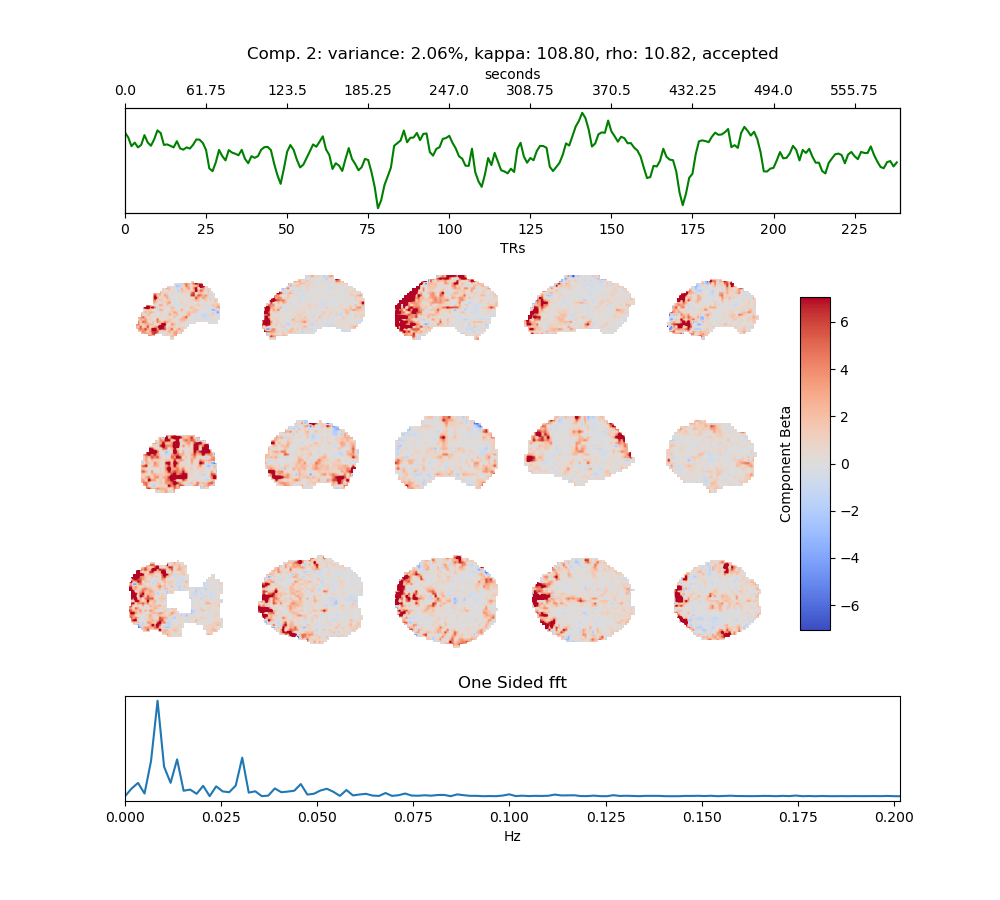 Comp. 2: variance: 2.06%, kappa: 108.80, rho: 10.82, accepted
seconds
0.0 61.75 123.5 185.25 247.0 308.75 370.5 432.25 494.0 555.75
0 25 50 75 100 125 150 175 200 225
TRs
6
4
2
0
−2
−4
−6
Component Beta
One Sided fft
0.000 0.025 0.050 0.075 0.100 0.125 0.150 0.175 0.200
Hz